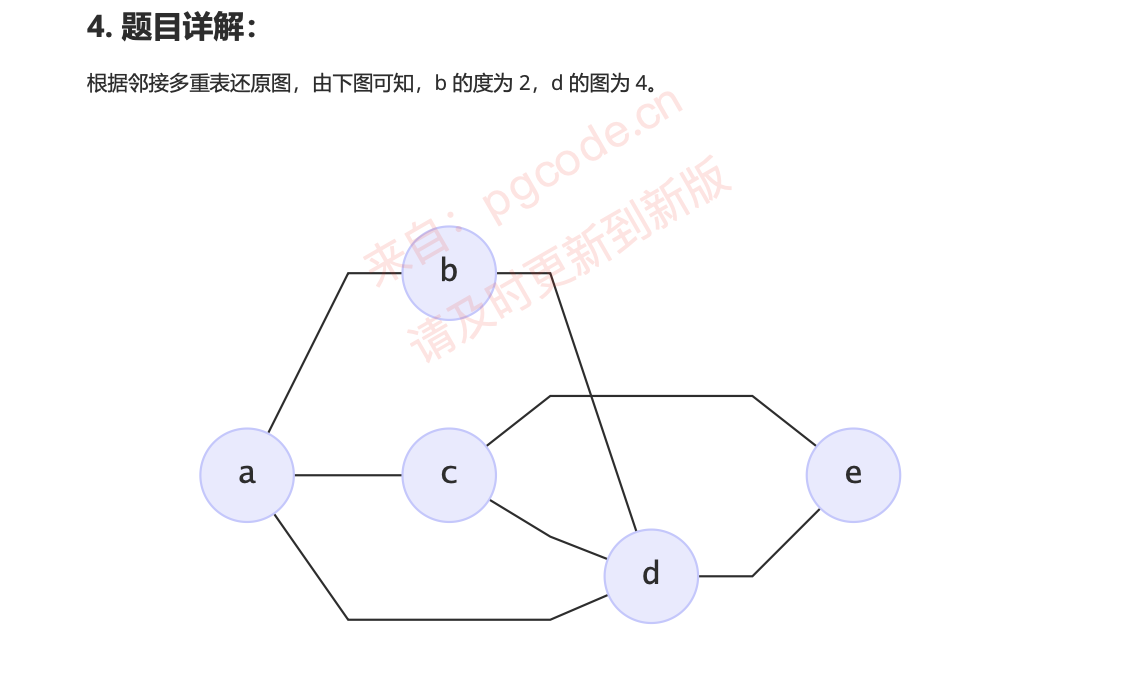 4. 题目详解：
根据邻接多重表还原图，由下图可知，b 的度为 2，d 的图为 4。
来自：pgcode.cn
请及时更新到新版
b
a
c
e
d